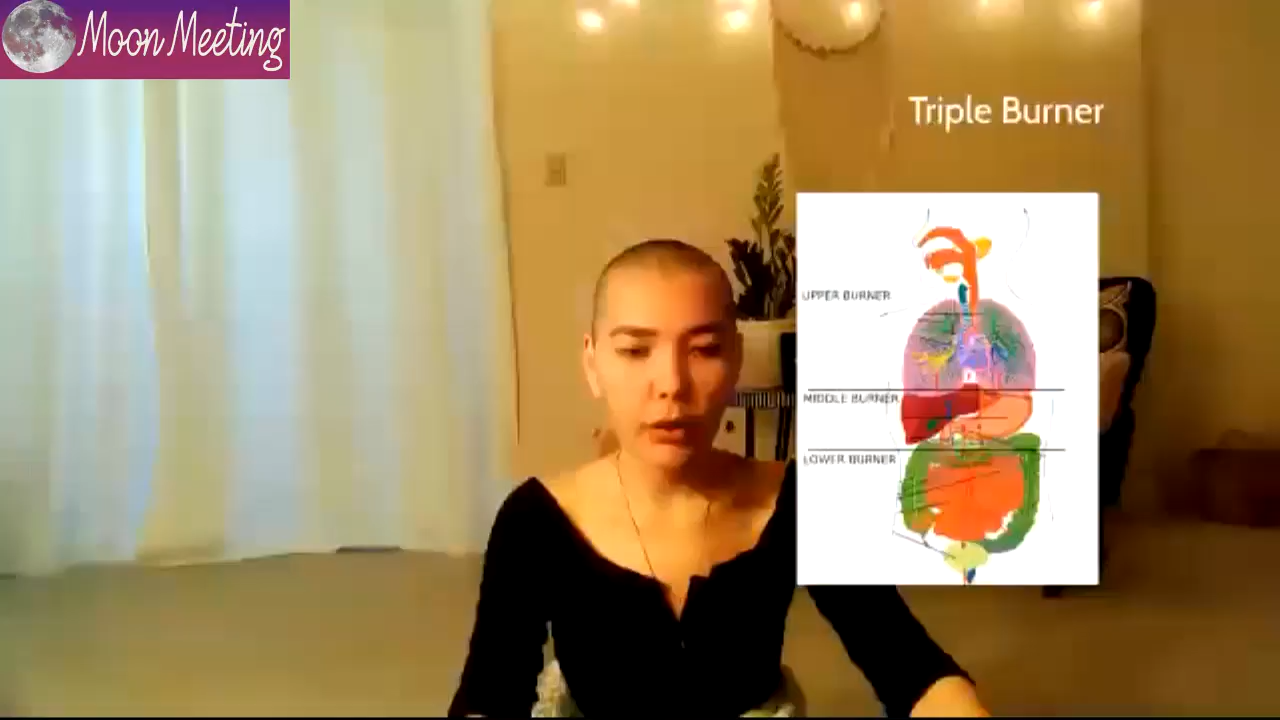 Moon Meeting
Triple Burner
UPPER BURNER
MIDDLE BURNER
LOWER BURNER